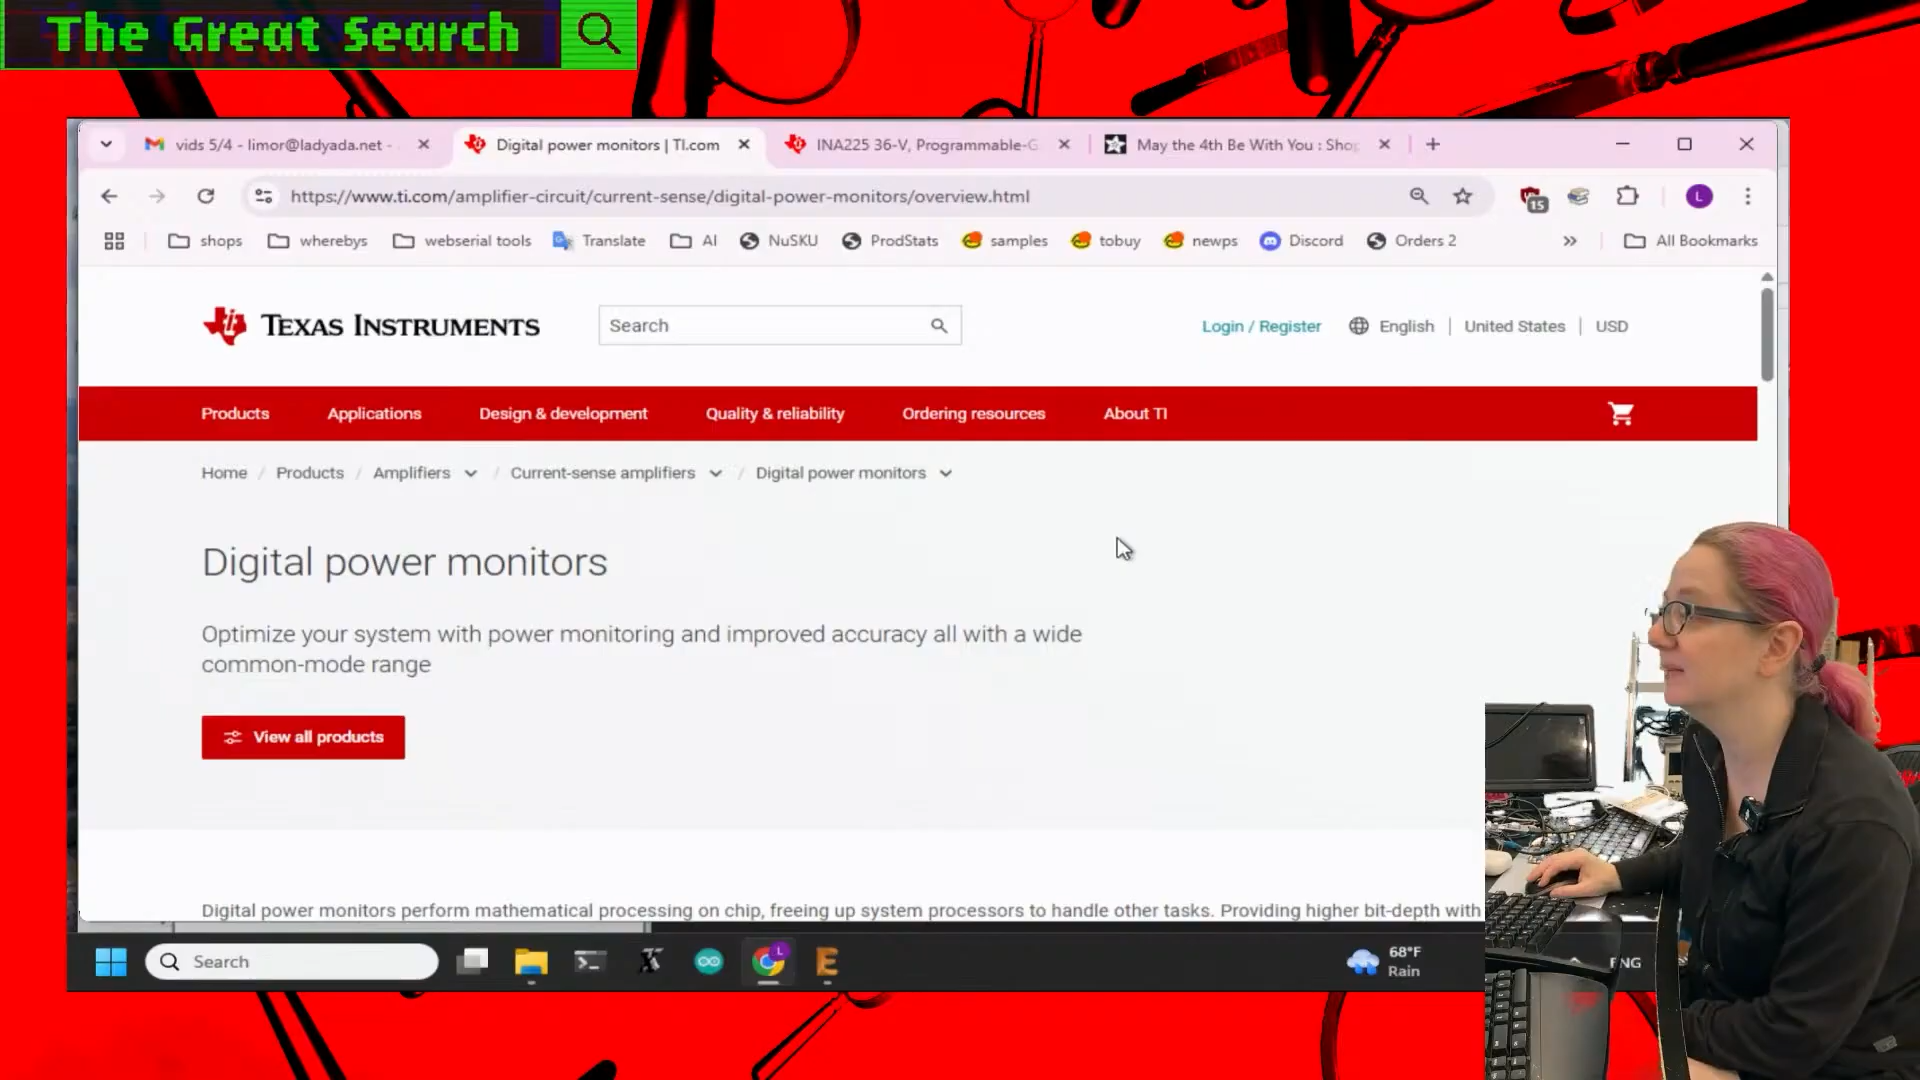 The Great Search
vids 5/4 - limor@ladyada.net -
Digital power monitors | TI.com
INA225 36-V, Programmable-G
May the 4th Be With You : Shop
https://www.ti.com/amplifier-circuit/current-sense/digital-power-monitors/overview.html
15
L
shops
wherebys
webserial tools
Translate
AI
NuSKU
ProdStats
samples
tobuy
newps
Discord
Orders 2
All Bookmarks
TEXAS INSTRUMENTS
Search
Login / Register
English
United States
USD
Products
Applications
Design & development
Quality & reliability
Ordering resources
About TI
Home / Products / Amplifiers / Current-sense amplifiers / Digital power monitors
Digital power monitors
Optimize your system with power monitoring and improved accuracy all with a wide
common-mode range
View all products
Digital power monitors perform mathematical processing on chip, freeing up system processors to handle other tasks. Providing higher bit-depth with
Search
68°F
Rain
ENG